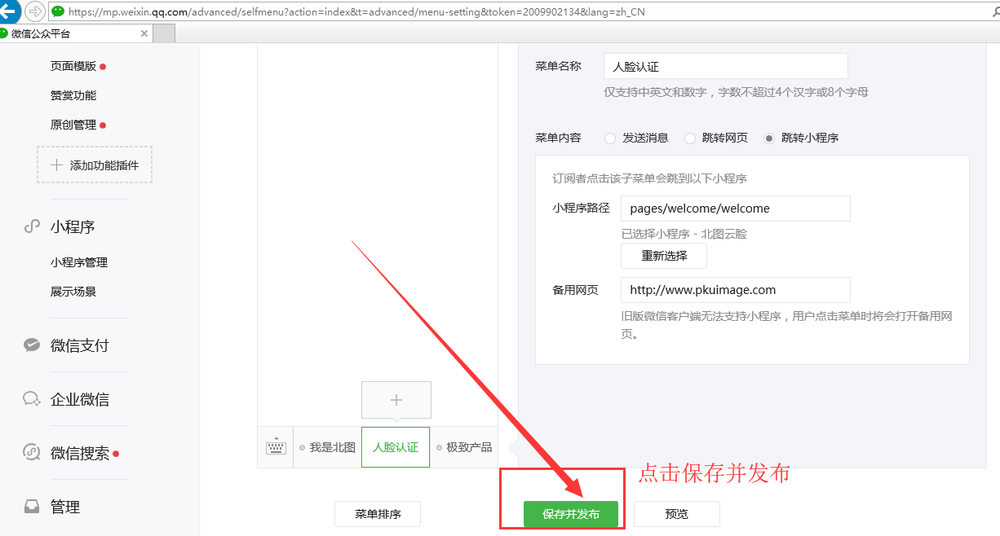 https://mp.weixin.qq.com/advanced/selfmenu?action=index&t=advanced/menu-setting&token=2009902134&lang=zh_CN
微信公众平台
页面模版
赞赏功能
原创管理
添加功能插件
小程序
小程序管理
展示场景
微信支付
企业微信
微信搜索
管理
我是北图
人脸认证
极致产品
菜单名称
人脸认证
仅支持中英文和数字，字数不超过4个汉字或8个字母
菜单内容
发送消息
跳转网页
跳转小程序
订阅者点击该子菜单会跳到以下小程序
小程序路径
pages/welcome/welcome
已选择小程序 - 北图云脸
重新选择
备用网页
http://www.pkuimage.com
旧版微信客户端无法支持小程序，用户点击菜单时将会打开备用网
页。
点击保存并发布
菜单排序
保存并发布
预览